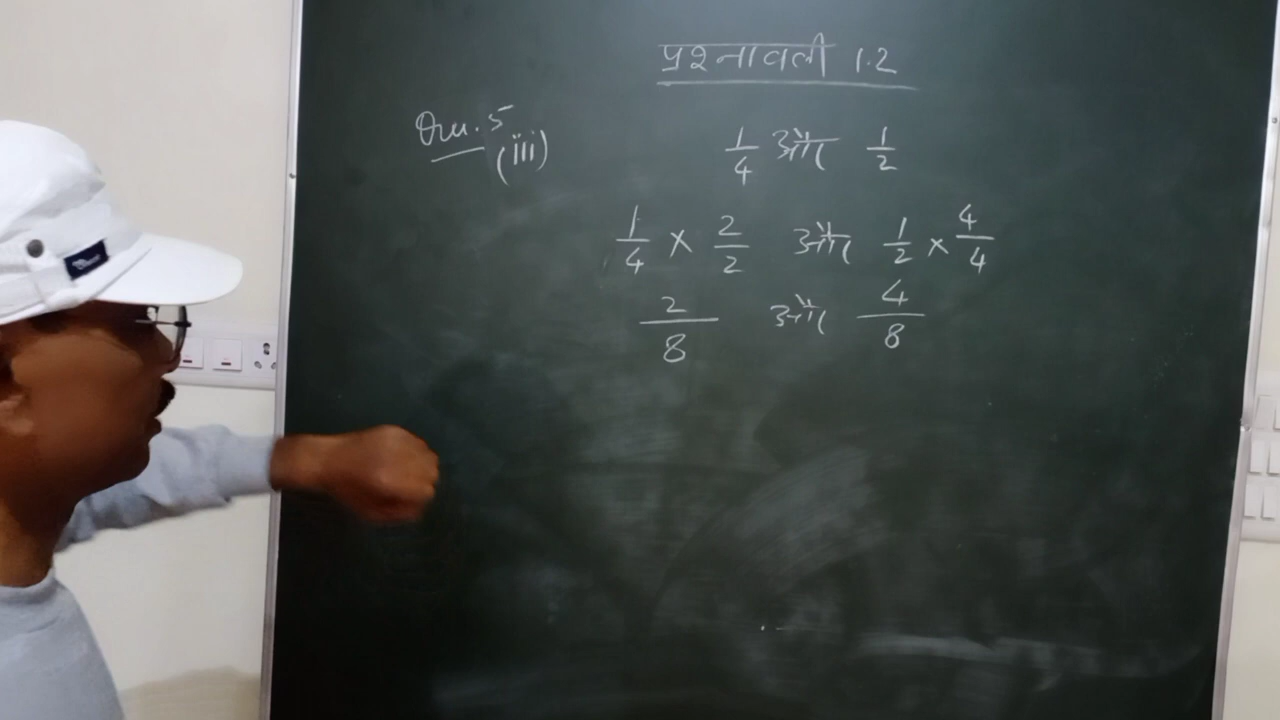 प्रश्नावली 1.2
Que. 5 (iii) 1/4 और 1/2
1/4 × 2/2 और 1/2 × 4/4
2/8 और 4/8